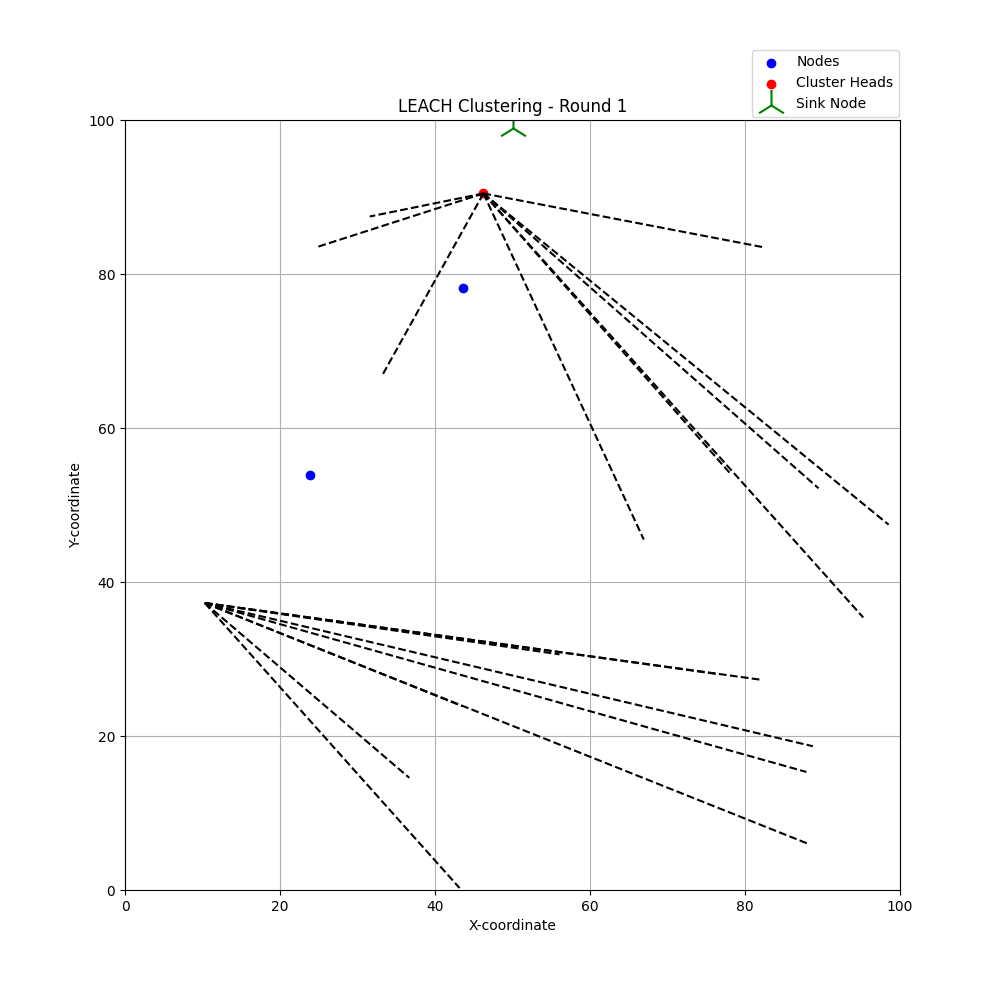 Nodes
Cluster Heads
Sink Node
LEACH Clustering - Round 1
100
80
60
40
20
0
Y-coordinate
0 20 40 60 80 100
X-coordinate